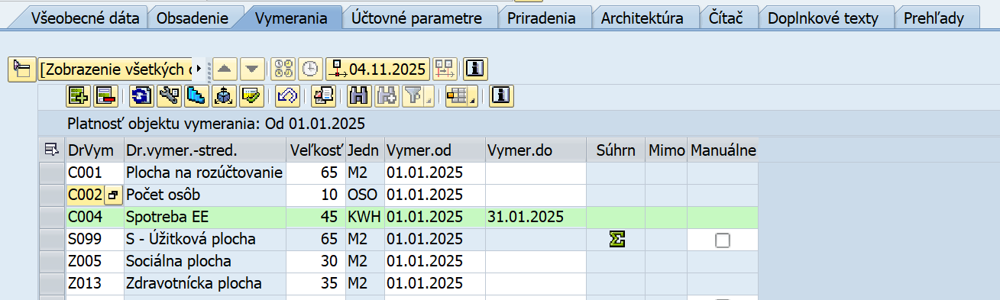 Všeobecné dáta Obsadenie Vymerania Účtovné parametre Priradenia Architektúra Čítač Doplnkové texty Prehľady
[Zobrazenie všetkých 04.11.2025
Platnosť objektu vymerania: Od 01.01.2025
DrVym Dr.vymer.-stred. Veľkosť Jedn Vymer.od Vymer.do Súhrn Mimo Manuálne
C001 Plocha na rozúčtovanie 65 M2 01.01.2025
C002 Počet osôb 10 OSO 01.01.2025
C004 Spotreba EE 45 KWH 01.01.2025 31.01.2025
S099 S - Úžitková plocha 65 M2 01.01.2025
Z005 Sociálna plocha 30 M2 01.01.2025
Z013 Zdravotnícka plocha 35 M2 01.01.2025